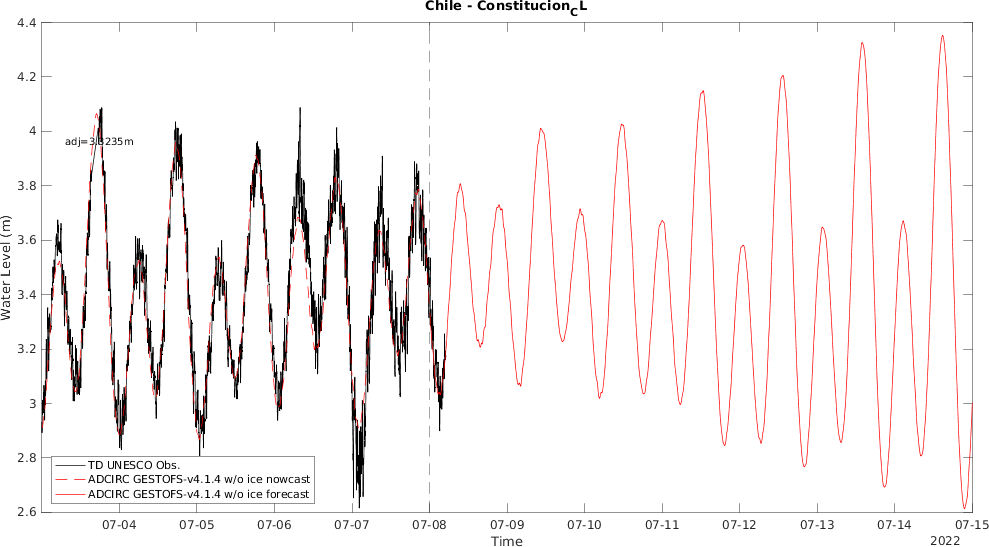 Chile - Constitucion_CL
4.4
4.2
4
3.8
3.6
3.4
3.2
3
2.8
2.6
Water Level (m)
adj=3.3235m
TD UNESCO Obs.
ADCIRC GESTOFS-v4.1.4 w/o ice nowcast
ADCIRC GESTOFS-v4.1.4 w/o ice forecast
07-04 07-05 07-06 07-07 07-08 07-09 07-10 07-11 07-12 07-13 07-14 07-15
Time
2022